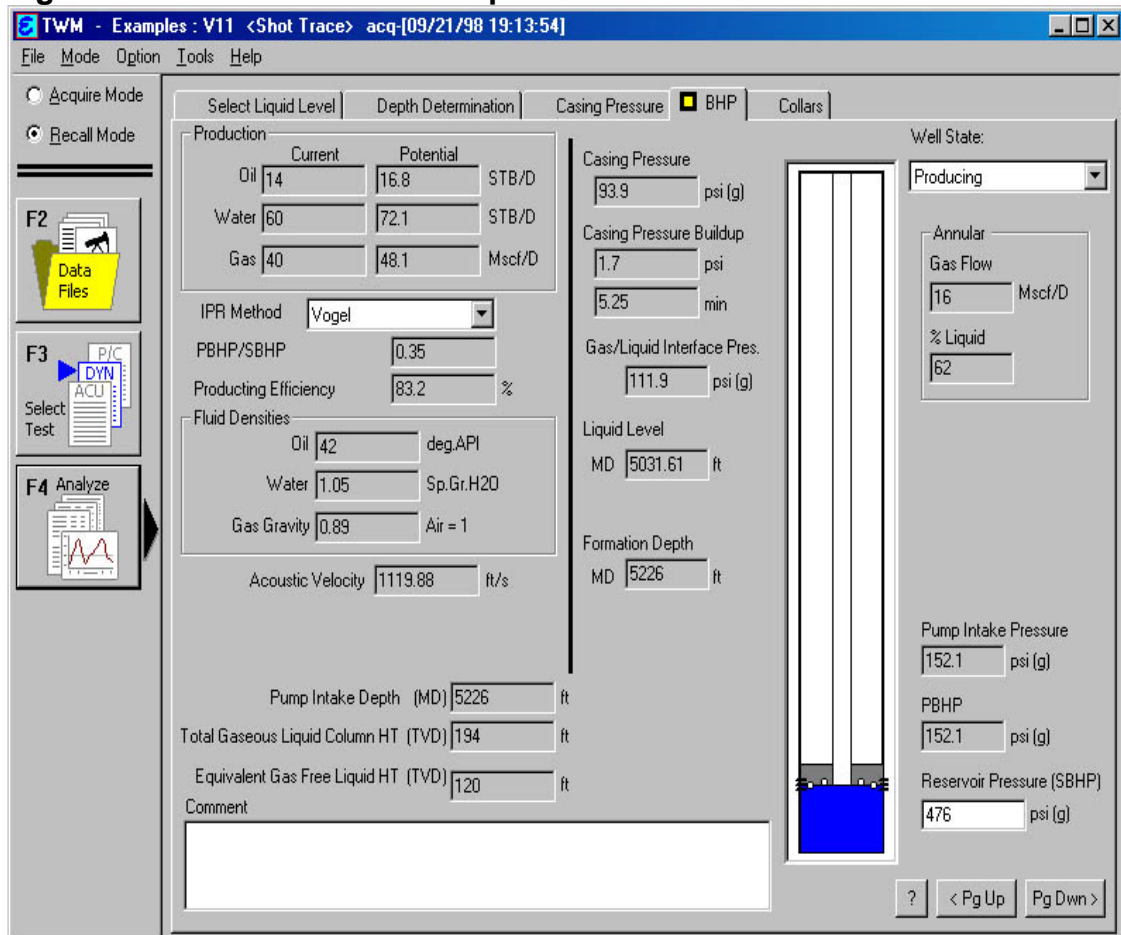 TWM - Examples : V11 <Shot Trace> acq-[09/21/98 19:13:54]
File Mode Option Tools Help
Acquire Mode
Recall Mode
F2
Data
Files
F3
P/C
DYN
ACU
Select
Test
F4 Analyze
Select Liquid Level
Depth Determination
Casing Pressure
BHP
Collars
Production
Current Potential
Oil 14 16.8 STB/D
Water 60 72.1 STB/D
Gas 40 48.1 Mscf/D
IPR Method Vogel
PBHP/SBHP 0.35
Producting Efficiency 83.2 %
Fluid Densities
Oil 42 deg.API
Water 1.05 Sp.Gr.H2O
Gas Gravity 0.89 Air = 1
Acoustic Velocity 1119.88 ft/s
Pump Intake Depth (MD) 5226 ft
Total Gaseous Liquid Column HT (TVD) 194 ft
Equivalent Gas Free Liquid HT (TVD) 120 ft
Comment
Casing Pressure
93.9 psi (g)
Casing Pressure Buildup
1.7 psi
5.25 min
Gas/Liquid Interface Pres.
111.9 psi (g)
Liquid Level
MD 5031.61 ft
Formation Depth
MD 5226 ft
Well State:
Producing
Annular
Gas Flow
16 Mscf/D
% Liquid
62
Pump Intake Pressure
152.1 psi (g)
PBHP
152.1 psi (g)
Reservoir Pressure (SBHP)
476 psi (g)
? < Pg Up Pg Dwn >